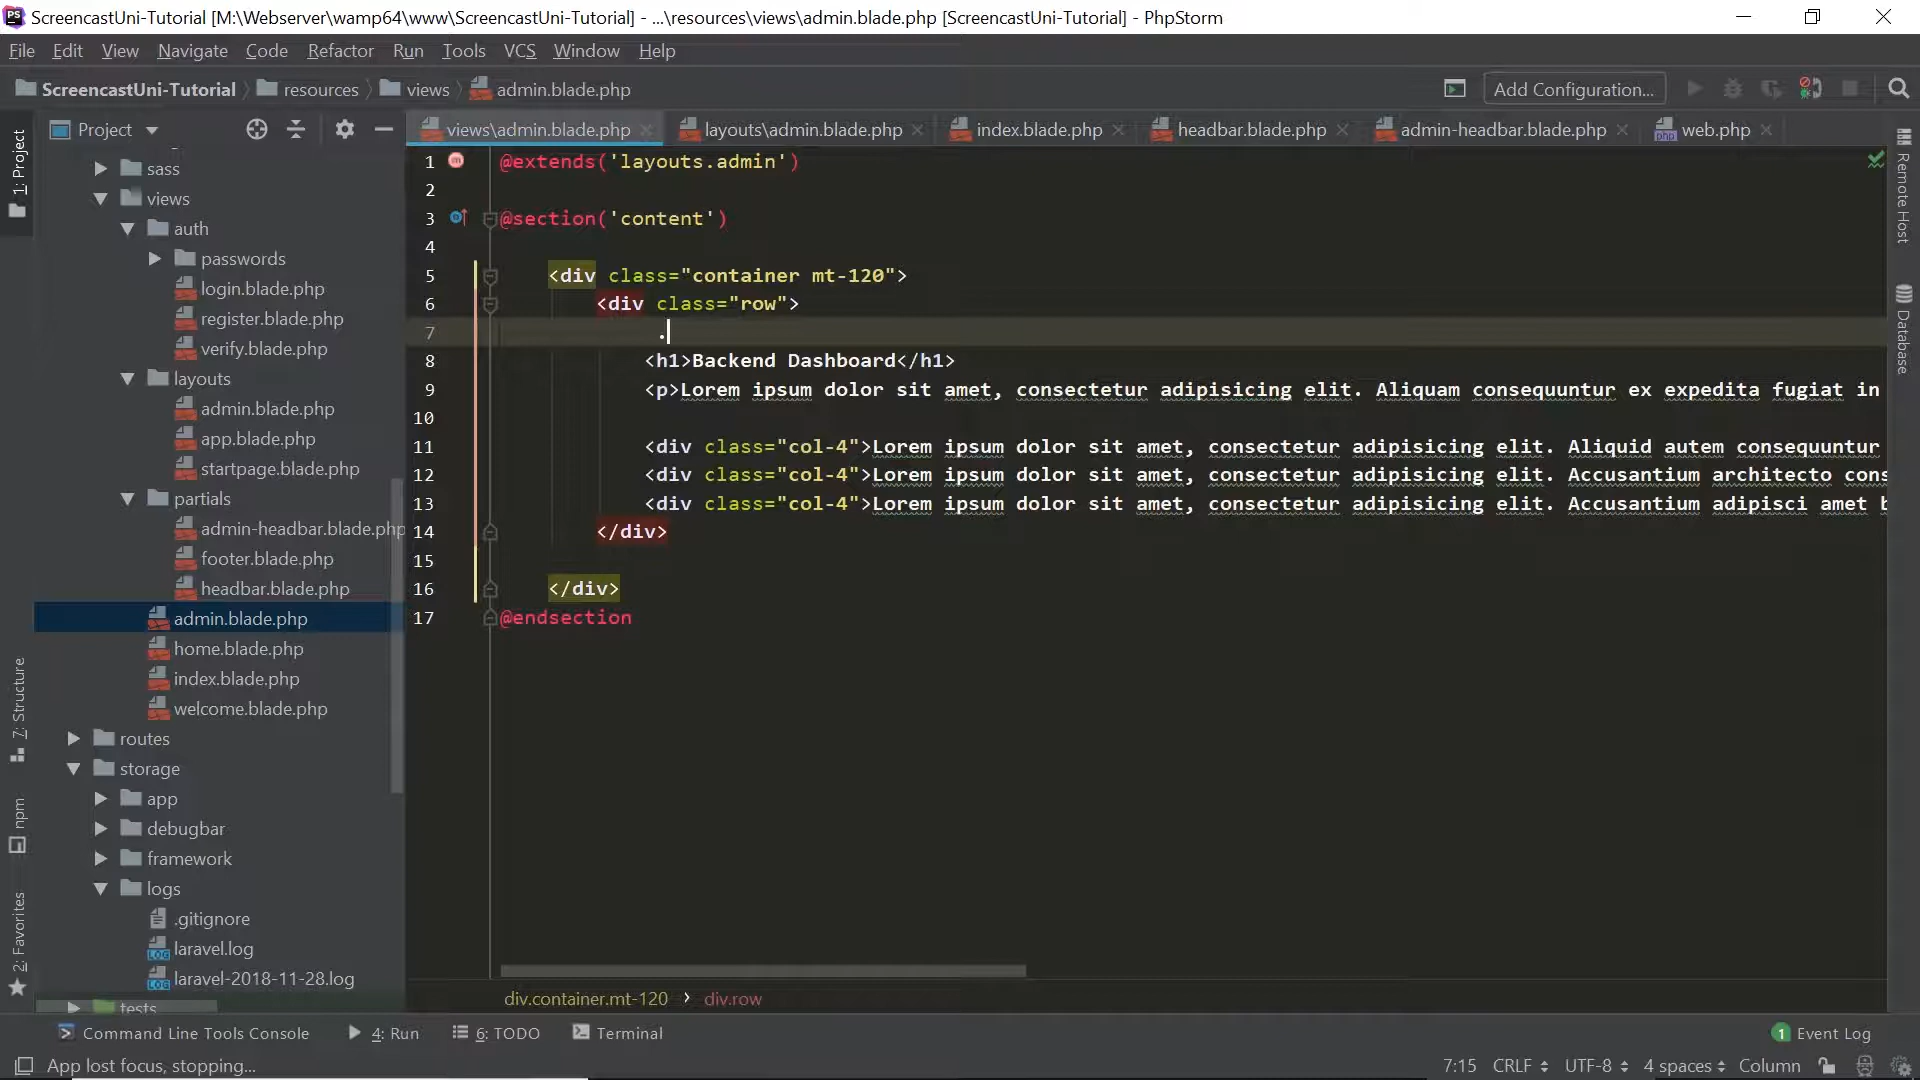 PS ScreencastUni-Tutorial [M:\Webserver\wamp64\www\ScreencastUni-Tutorial] - ...\resources\views\admin.blade.php [ScreencastUni-Tutorial] - PhpStorm
File Edit View Navigate Code Refactor Run Tools VCS Window Help
ScreencastUni-Tutorial resources views admin.blade.php Add Configuration...
1: Project
Project
views\admin.blade.php layouts\admin.blade.php index.blade.php headbar.blade.php admin-headbar.blade.php php web.php
sass
views
auth
passwords
login.blade.php
register.blade.php
verify.blade.php
layouts
admin.blade.php
app.blade.php
startpage.blade.php
partials
admin-headbar.blade.php
footer.blade.php
headbar.blade.php
admin.blade.php
home.blade.php
index.blade.php
welcome.blade.php
routes
storage
app
debugbar
framework
logs
.gitignore
LOG laravel.log
LOG laravel-2018-11-28.log
tests
7: Structure
npm
2: Favorites
1 @extends('layouts.admin')
2
3 @section('content')
4
5 <div class="container mt-120">
6 <div class="row">
7 .
8 <h1>Backend Dashboard</h1>
9 <p>Lorem ipsum dolor sit amet, consectetur adipisicing elit. Aliquam consequuntur ex expedita fugiat in
10
11 <div class="col-4">Lorem ipsum dolor sit amet, consectetur adipisicing elit. Aliquid autem consequuntur
12 <div class="col-4">Lorem ipsum dolor sit amet, consectetur adipisicing elit. Accusantium architecto cons
13 <div class="col-4">Lorem ipsum dolor sit amet, consectetur adipisicing elit. Accusantium adipisci amet
14 </div>
15
16 </div>
17 @endsection
Remote Host
Database
div.container.mt-120 › div.row
Command Line Tools Console 4: Run 6: TODO Terminal 1 Event Log
App lost focus, stopping... 7:15 CRLF UTF-8 4 spaces Column